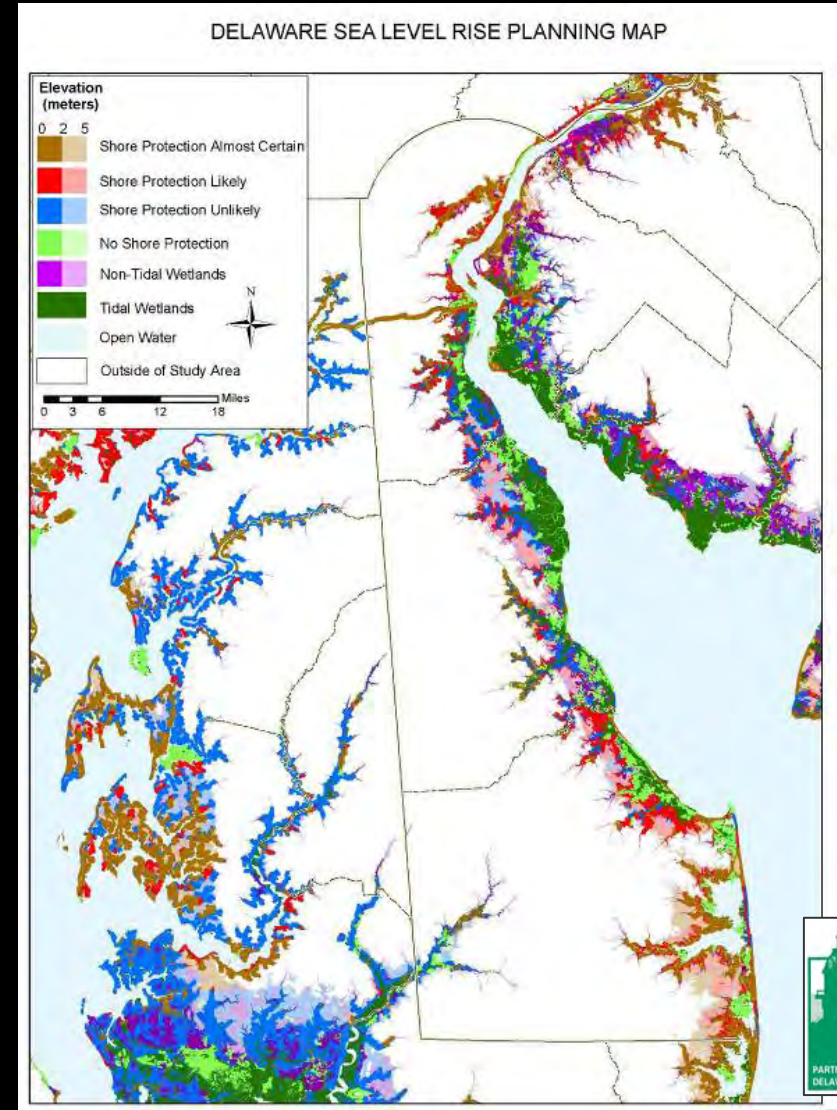 DELAWARE SEA LEVEL RISE PLANNING MAP
Elevation
(meters)
0 2 5
Shore Protection Almost Certain
Shore Protection Likely
Shore Protection Unlikely
No Shore Protection
Non-Tidal Wetlands
N
Tidal Wetlands
Open Water
Outside of Study Area
Miles
0 3 6 12 18